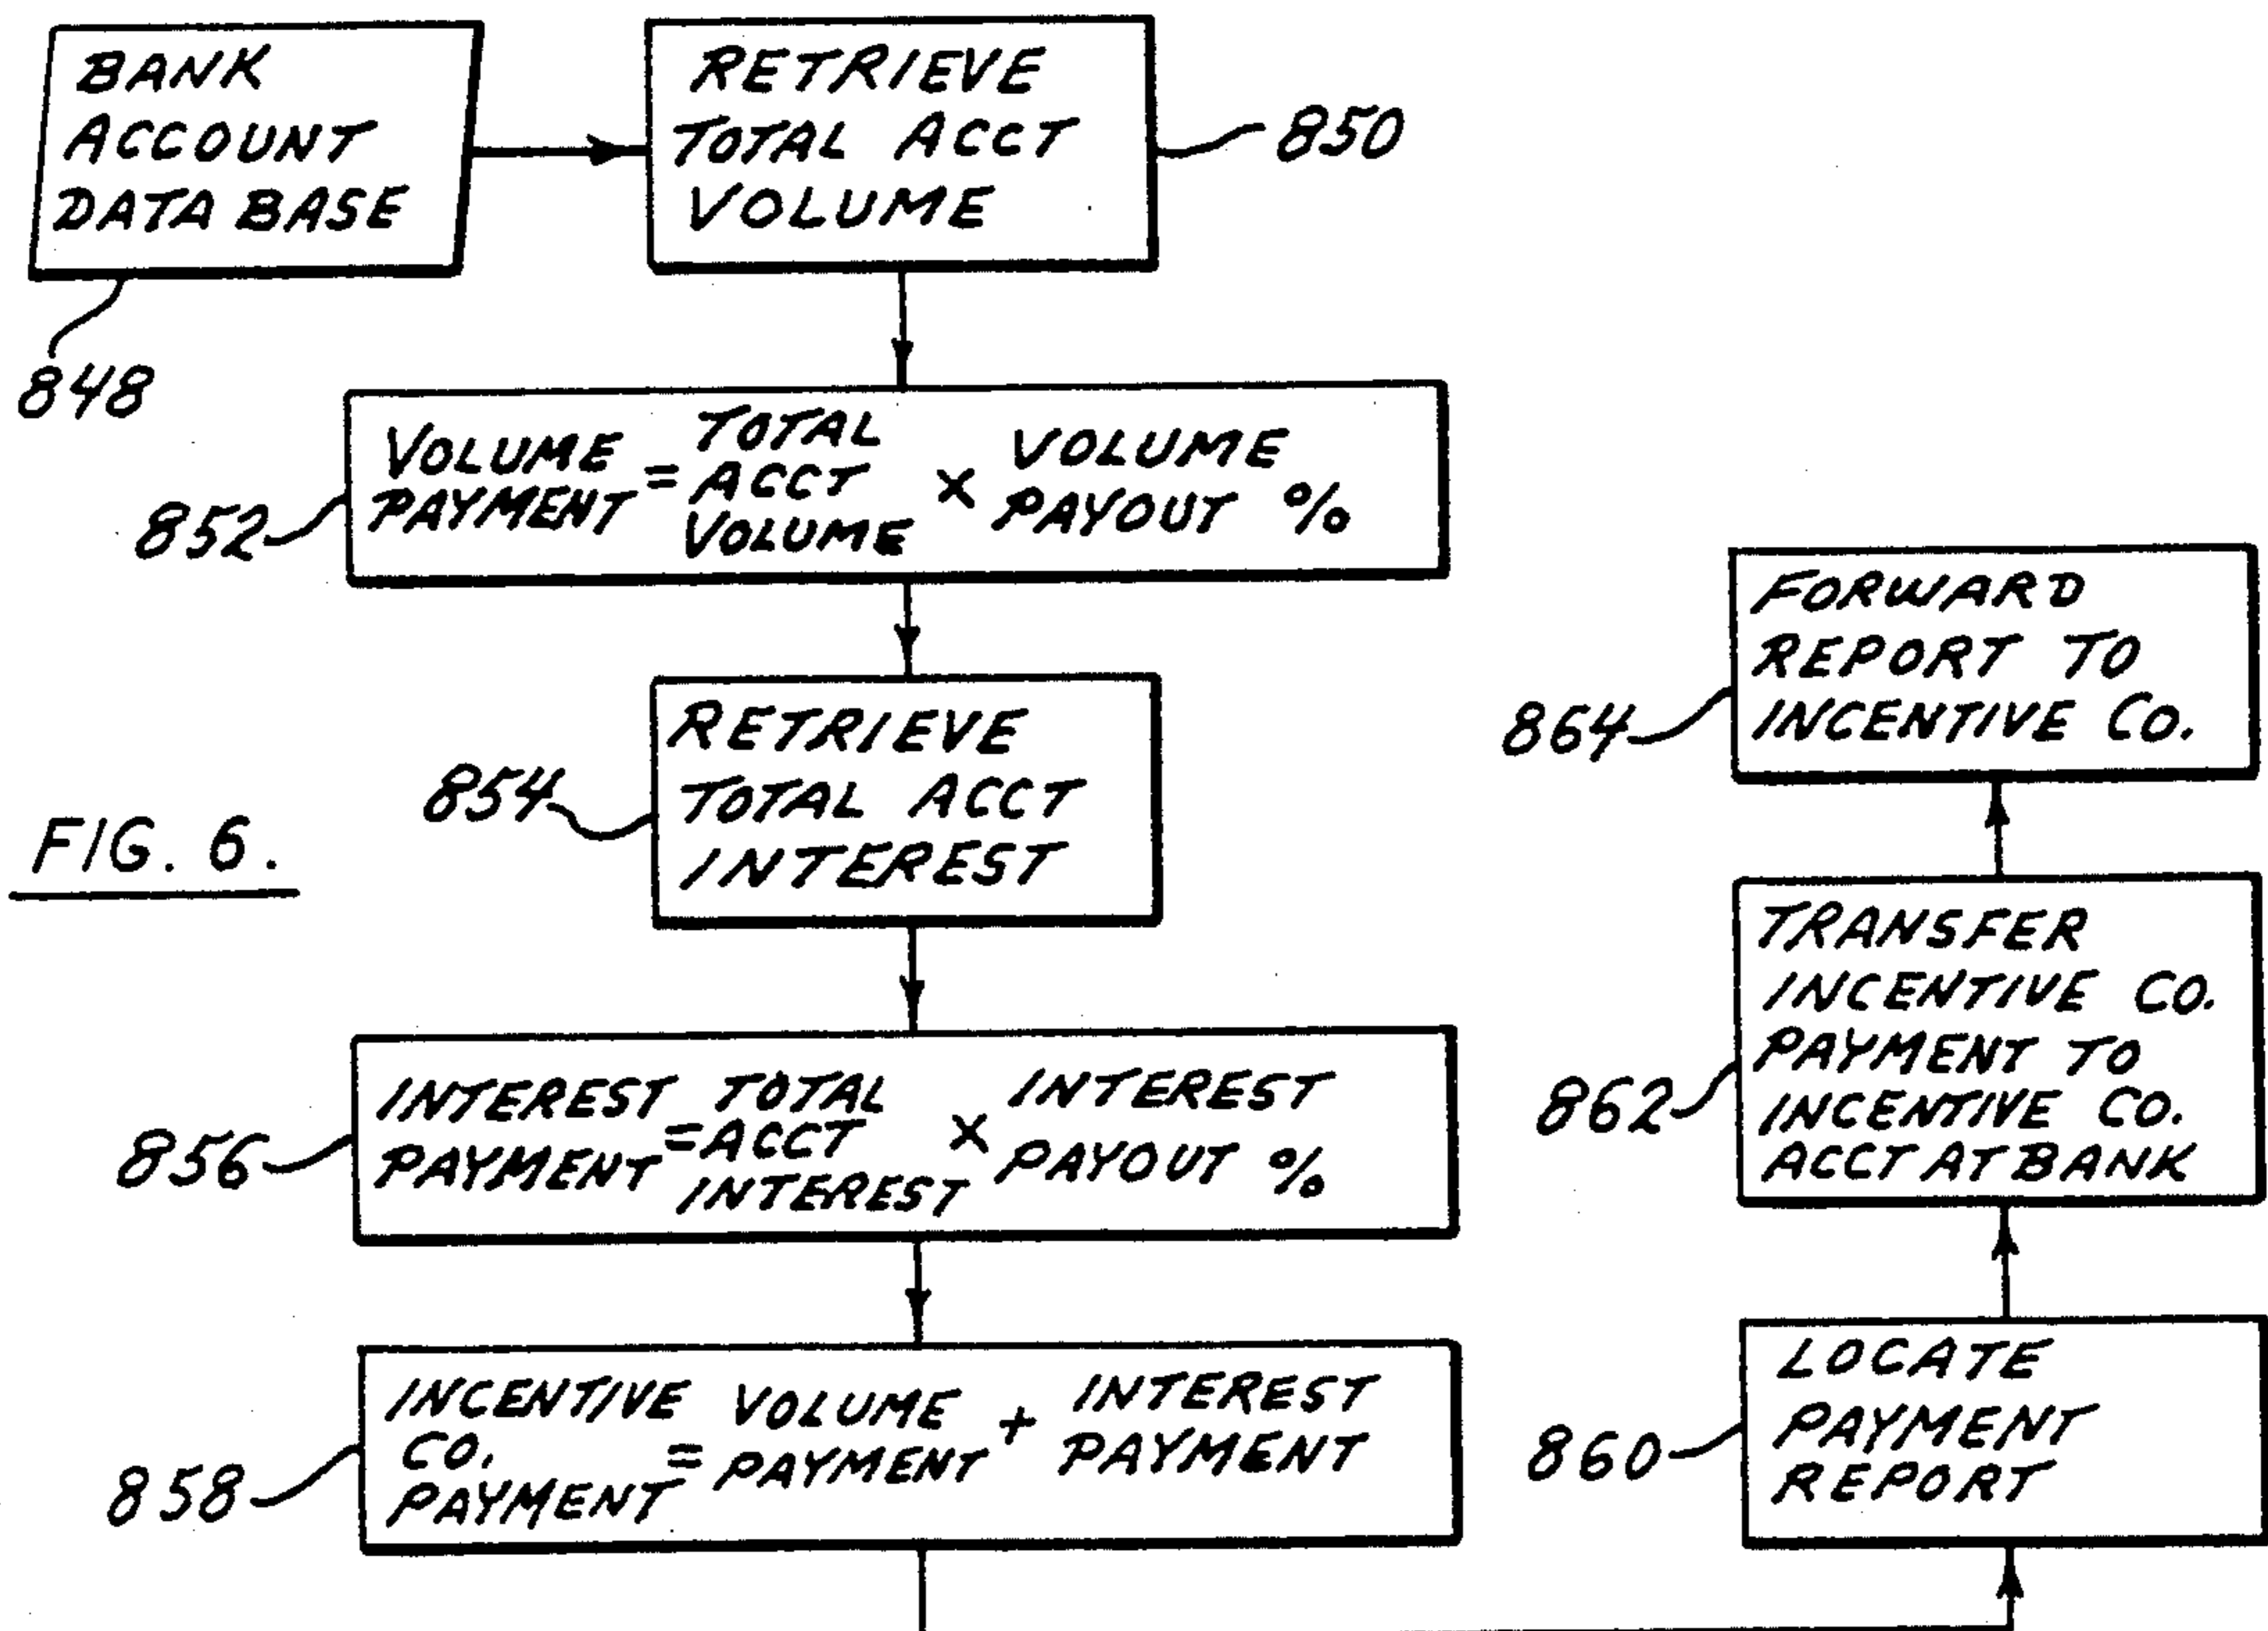 BANK
ACCOUNT
DATA BASE
848
RETRIEVE
TOTAL ACCT
VOLUME
850
VOLUME
PAYMENT
=
TOTAL
ACCT
VOLUME
×
VOLUME
PAYOUT %
852
RETRIEVE
TOTAL ACCT
INTEREST
854
FIG. 6.
INTEREST
PAYMENT
=
TOTAL
ACCT
INTEREST
×
INTEREST
PAYOUT %
856
INCENTIVE
CO.
PAYMENT
=
VOLUME
PAYMENT
+
INTEREST
PAYMENT
858
LOCATE
PAYMENT
REPORT
860
TRANSFER
INCENTIVE CO.
PAYMENT TO
INCENTIVE CO.
ACCT AT BANK
862
FORWARD
REPORT TO
INCENTIVE CO.
864